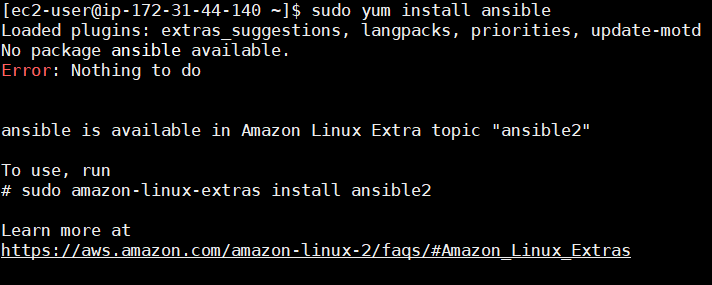 [ec2-user@ip-172-31-44-140 ~]$ sudo yum install ansible
Loaded plugins: extras_suggestions, langpacks, priorities, update-motd
No package ansible available.
Error: Nothing to do
ansible is available in Amazon Linux Extra topic "ansible2"
To use, run
# sudo amazon-linux-extras install ansible2
Learn more at
https://aws.amazon.com/amazon-linux-2/faqs/#Amazon_Linux_Extras